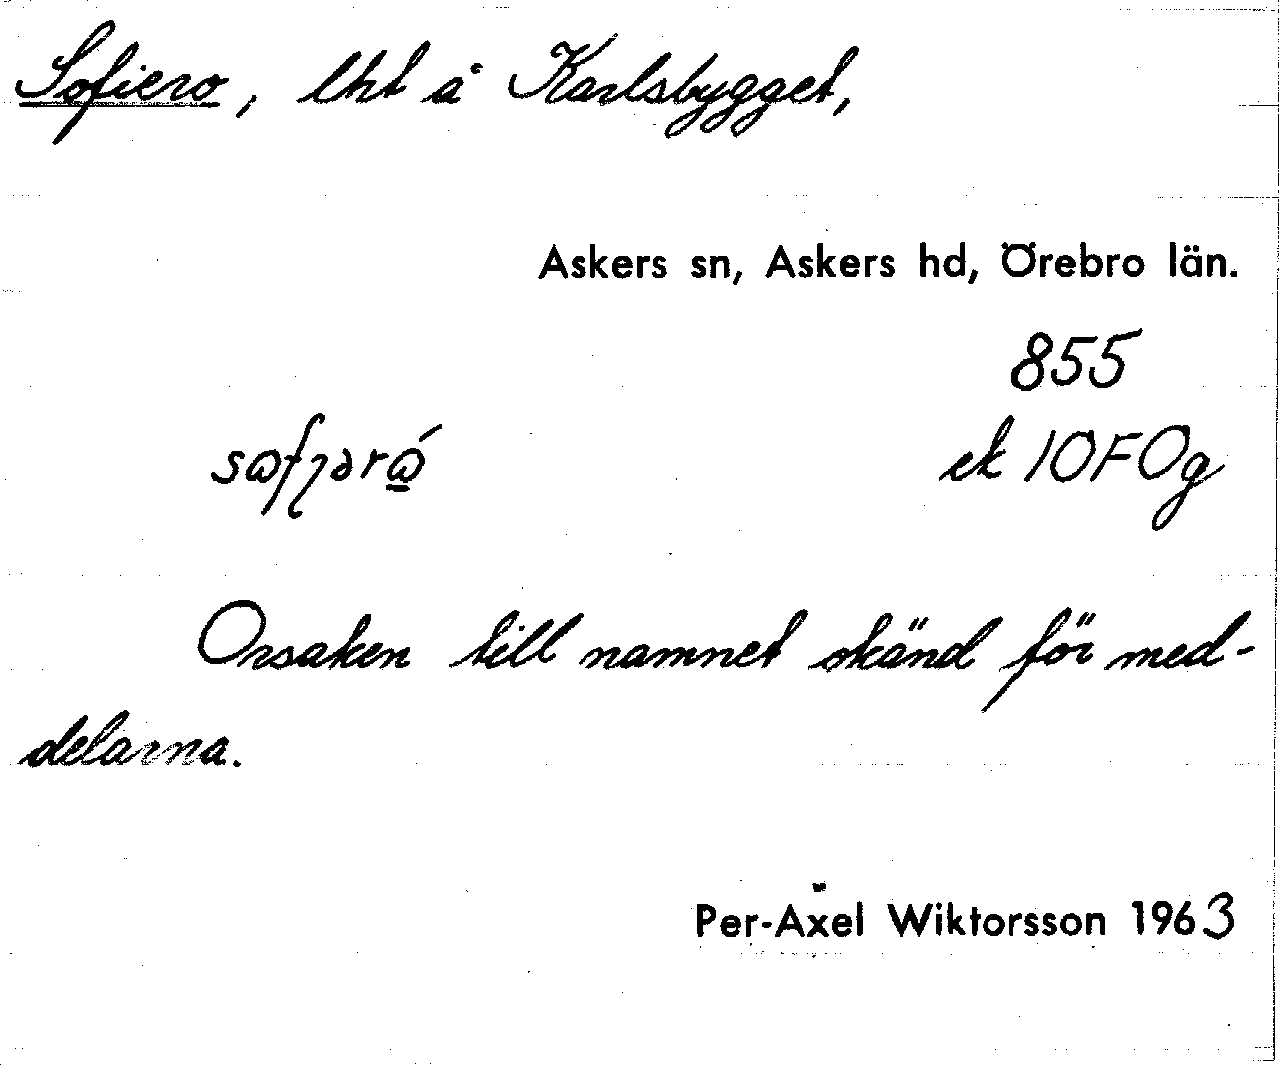 Sofiero, lht å Karlsbygget,
Askers sn, Askers hd, Örebro län.
855
ek 10F0g
Orsaken till namnet okänd för med-
delarna.
Per-Axel Wiktorsson 1963